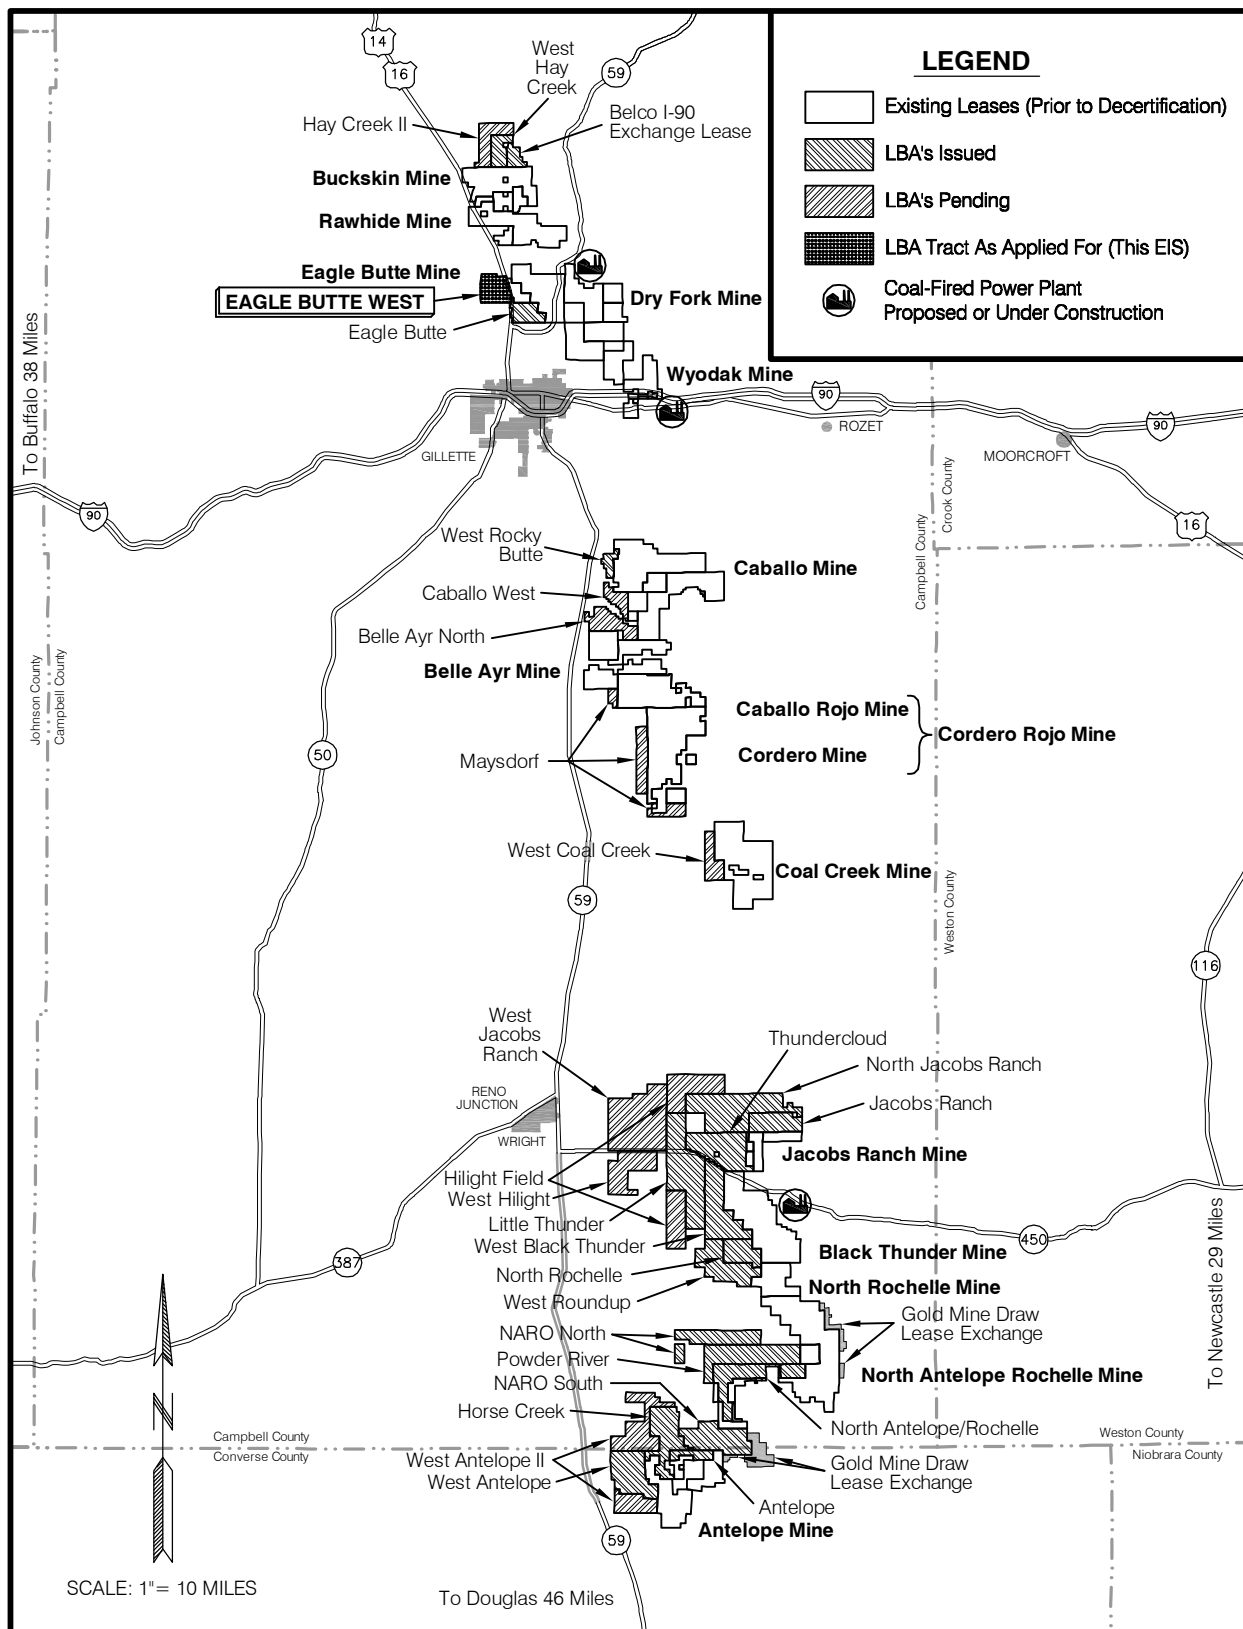 LEGEND
Existing Leases (Prior to Decertification)
LBA's Issued
LBA's Pending
LBA Tract As Applied For (This EIS)
Coal-Fired Power Plant
Proposed or Under Construction
14
16
59
West
Hay
Creek
Hay Creek II
Belco I-90
Exchange Lease
Buckskin Mine
Rawhide Mine
Eagle Butte Mine
EAGLE BUTTE WEST
Eagle Butte
Dry Fork Mine
Wyodak Mine
To Buffalo 38 Miles
90
90
ROZET
MOORCROFT
GILLETTE
90
16
Campbell County
Crook County
West Rocky
Butte
Caballo Mine
Caballo West
Belle Ayr North
Belle Ayr Mine
Johnson County
Campbell County
50
Caballo Rojo Mine
Cordero Rojo Mine
Cordero Mine
Maysdorf
West Coal Creek
Coal Creek Mine
59
Weston County
116
West
Jacobs
Ranch
Thundercloud
North Jacobs Ranch
Jacobs Ranch
RENO
JUNCTION
WRIGHT
Jacobs Ranch Mine
Hilight Field
West Hilight
Little Thunder
West Black Thunder
450
Black Thunder Mine
387
North Rochelle
North Rochelle Mine
West Roundup
Gold Mine Draw
Lease Exchange
To Newcastle 29 Miles
NARO North
Powder River
North Antelope Rochelle Mine
NARO South
Horse Creek
North Antelope/Rochelle
N
Campbell County
Converse County
Weston County
Niobrara County
West Antelope II
West Antelope
Gold Mine Draw
Lease Exchange
Antelope
Antelope Mine
59
SCALE: 1"= 10 MILES
To Douglas 46 Miles